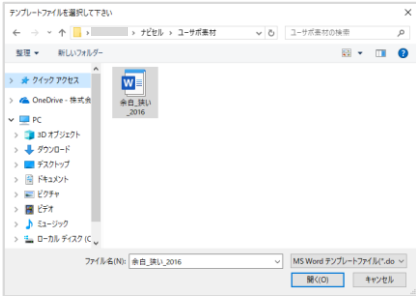 テンプレートファイルを選択して下さい
> ナビセル > ユーサポ素材
ユーサポ素材の検索
整理 新しいフォルダー
クイック アクセス
OneDrive - 株式会
PC
3D オブジェクト
ダウンロード
デスクトップ
ドキュメント
ピクチャ
ビデオ
ミュージック
ローカル ディスク (C
余白_狭い
_2016
ファイル名(N): 余白_狭い_2016
MS Word テンプレートファイル(*.do
開く(O) キャンセル